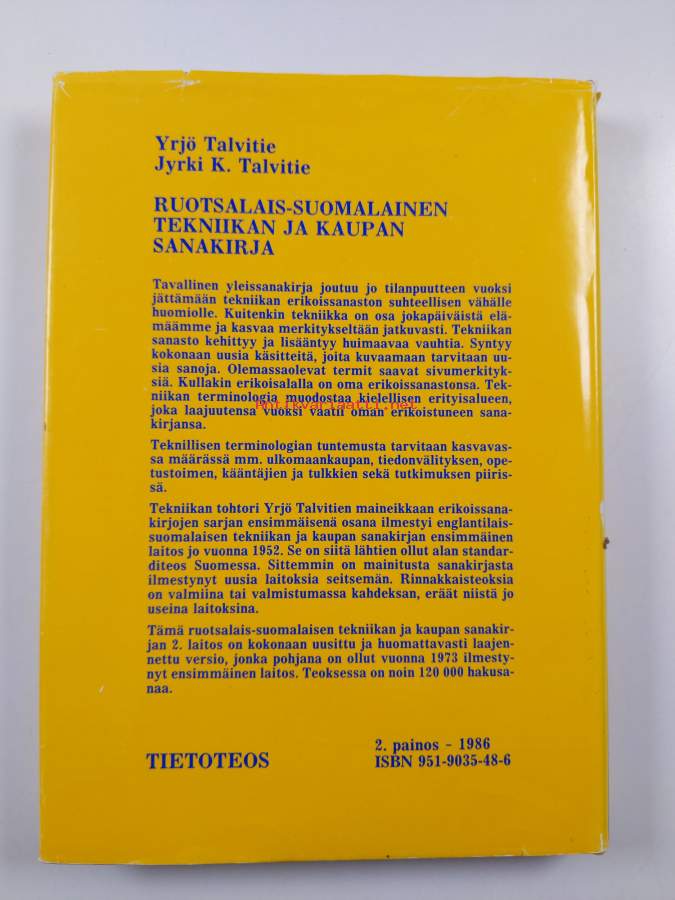 Yrjö Talvitie
Jyrki K. Talvitie
RUOTSALAIS-SUOMALAINEN
TEKNIIKAN JA KAUPAN
SANAKIRJA
Tavallinen yleissanakirja joutuu jo tilanpuutteen vuoksi
jättämään tekniikan erikoissanaston suhteellisen vähälle
huomiolle. Kuitenkin tekniikka on osa jokapäiväistä elä-
määmme ja kasvaa merkitykseltään jatkuvasti. Tekniikan
sanasto kehittyy ja lisääntyy huimaavaa vauhtia. Syntyy
kokonaan uusia käsitteitä, joita kuvaamaan tarvitaan uu-
sia sanoja. Olemassaolevat termit saavat sivumerkityk-
siä. Kullakin erikoisalalla on oma erikoissanastonsa. Tek-
niikan terminologia muodostaa kielellisen erityisalueen,
joka laajuutensa vuoksi vaatii oman erikoistuneen sana-
kirjansa.
Antikvariaatti.net
Teknillisen terminologian tuntemusta tarvitaan kasvavas-
sa määrässä mm. ulkomaankaupan, tiedonvälityksen, ope-
tustoimen, kääntäjien ja tulkkien sekä tutkimuksen piiris-
sä.
Tekniikan tohtori Yrjö Talvitien maineikkaan erikoissana-
kirjojen sarjan ensimmäisenä osana ilmestyi englantilais-
suomalaisen tekniikan ja kaupan sanakirjan ensimmäinen
laitos jo vuonna 1952. Se on siitä lähtien ollut alan standar-
diteos Suomessa. Sittemmin on mainitusta sanakirjasta
ilmestynyt uusia laitoksia seitsemän. Rinnakkaisteoksia
on valmiina tai valmistumassa kahdeksan, eräät niistä jo
useina laitoksina.
Tämä ruotsalais-suomalaisen tekniikan ja kaupan sanakir-
jan 2. laitos on kokonaan uusittu ja huomattavasti laajen-
nettu versio, jonka pohjana on ollut vuonna 1973 ilmesty-
nyt ensimmäinen laitos. Teoksessa on noin 120 000 hakusa-
naa.
TIETOTEOS
2. painos - 1986
ISBN 951-9035-48-6